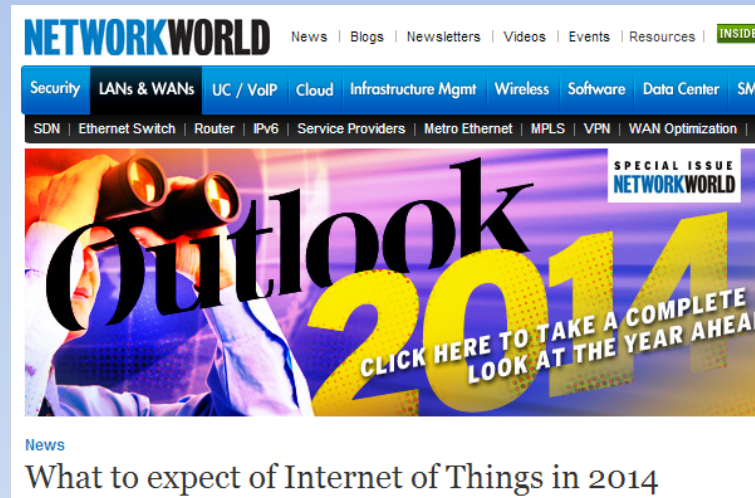 NETWORKWORLD
News | Blogs | Newsletters | Videos | Events | Resources |
Security LANs & WANs UC / VoIP Cloud Infrastructure Mgmt Wireless Software Data Center
SDN | Ethernet Switch | Router | IPv6 | Service Providers | Metro Ethernet | MPLS | VPN | WAN Optimization |
SPECIAL ISSUE
NETWORKWORLD
Outlook
2014
CLICK HERE TO TAKE A COMPLETE
LOOK AT THE YEAR
News
What to expect of Internet of Things in 2014